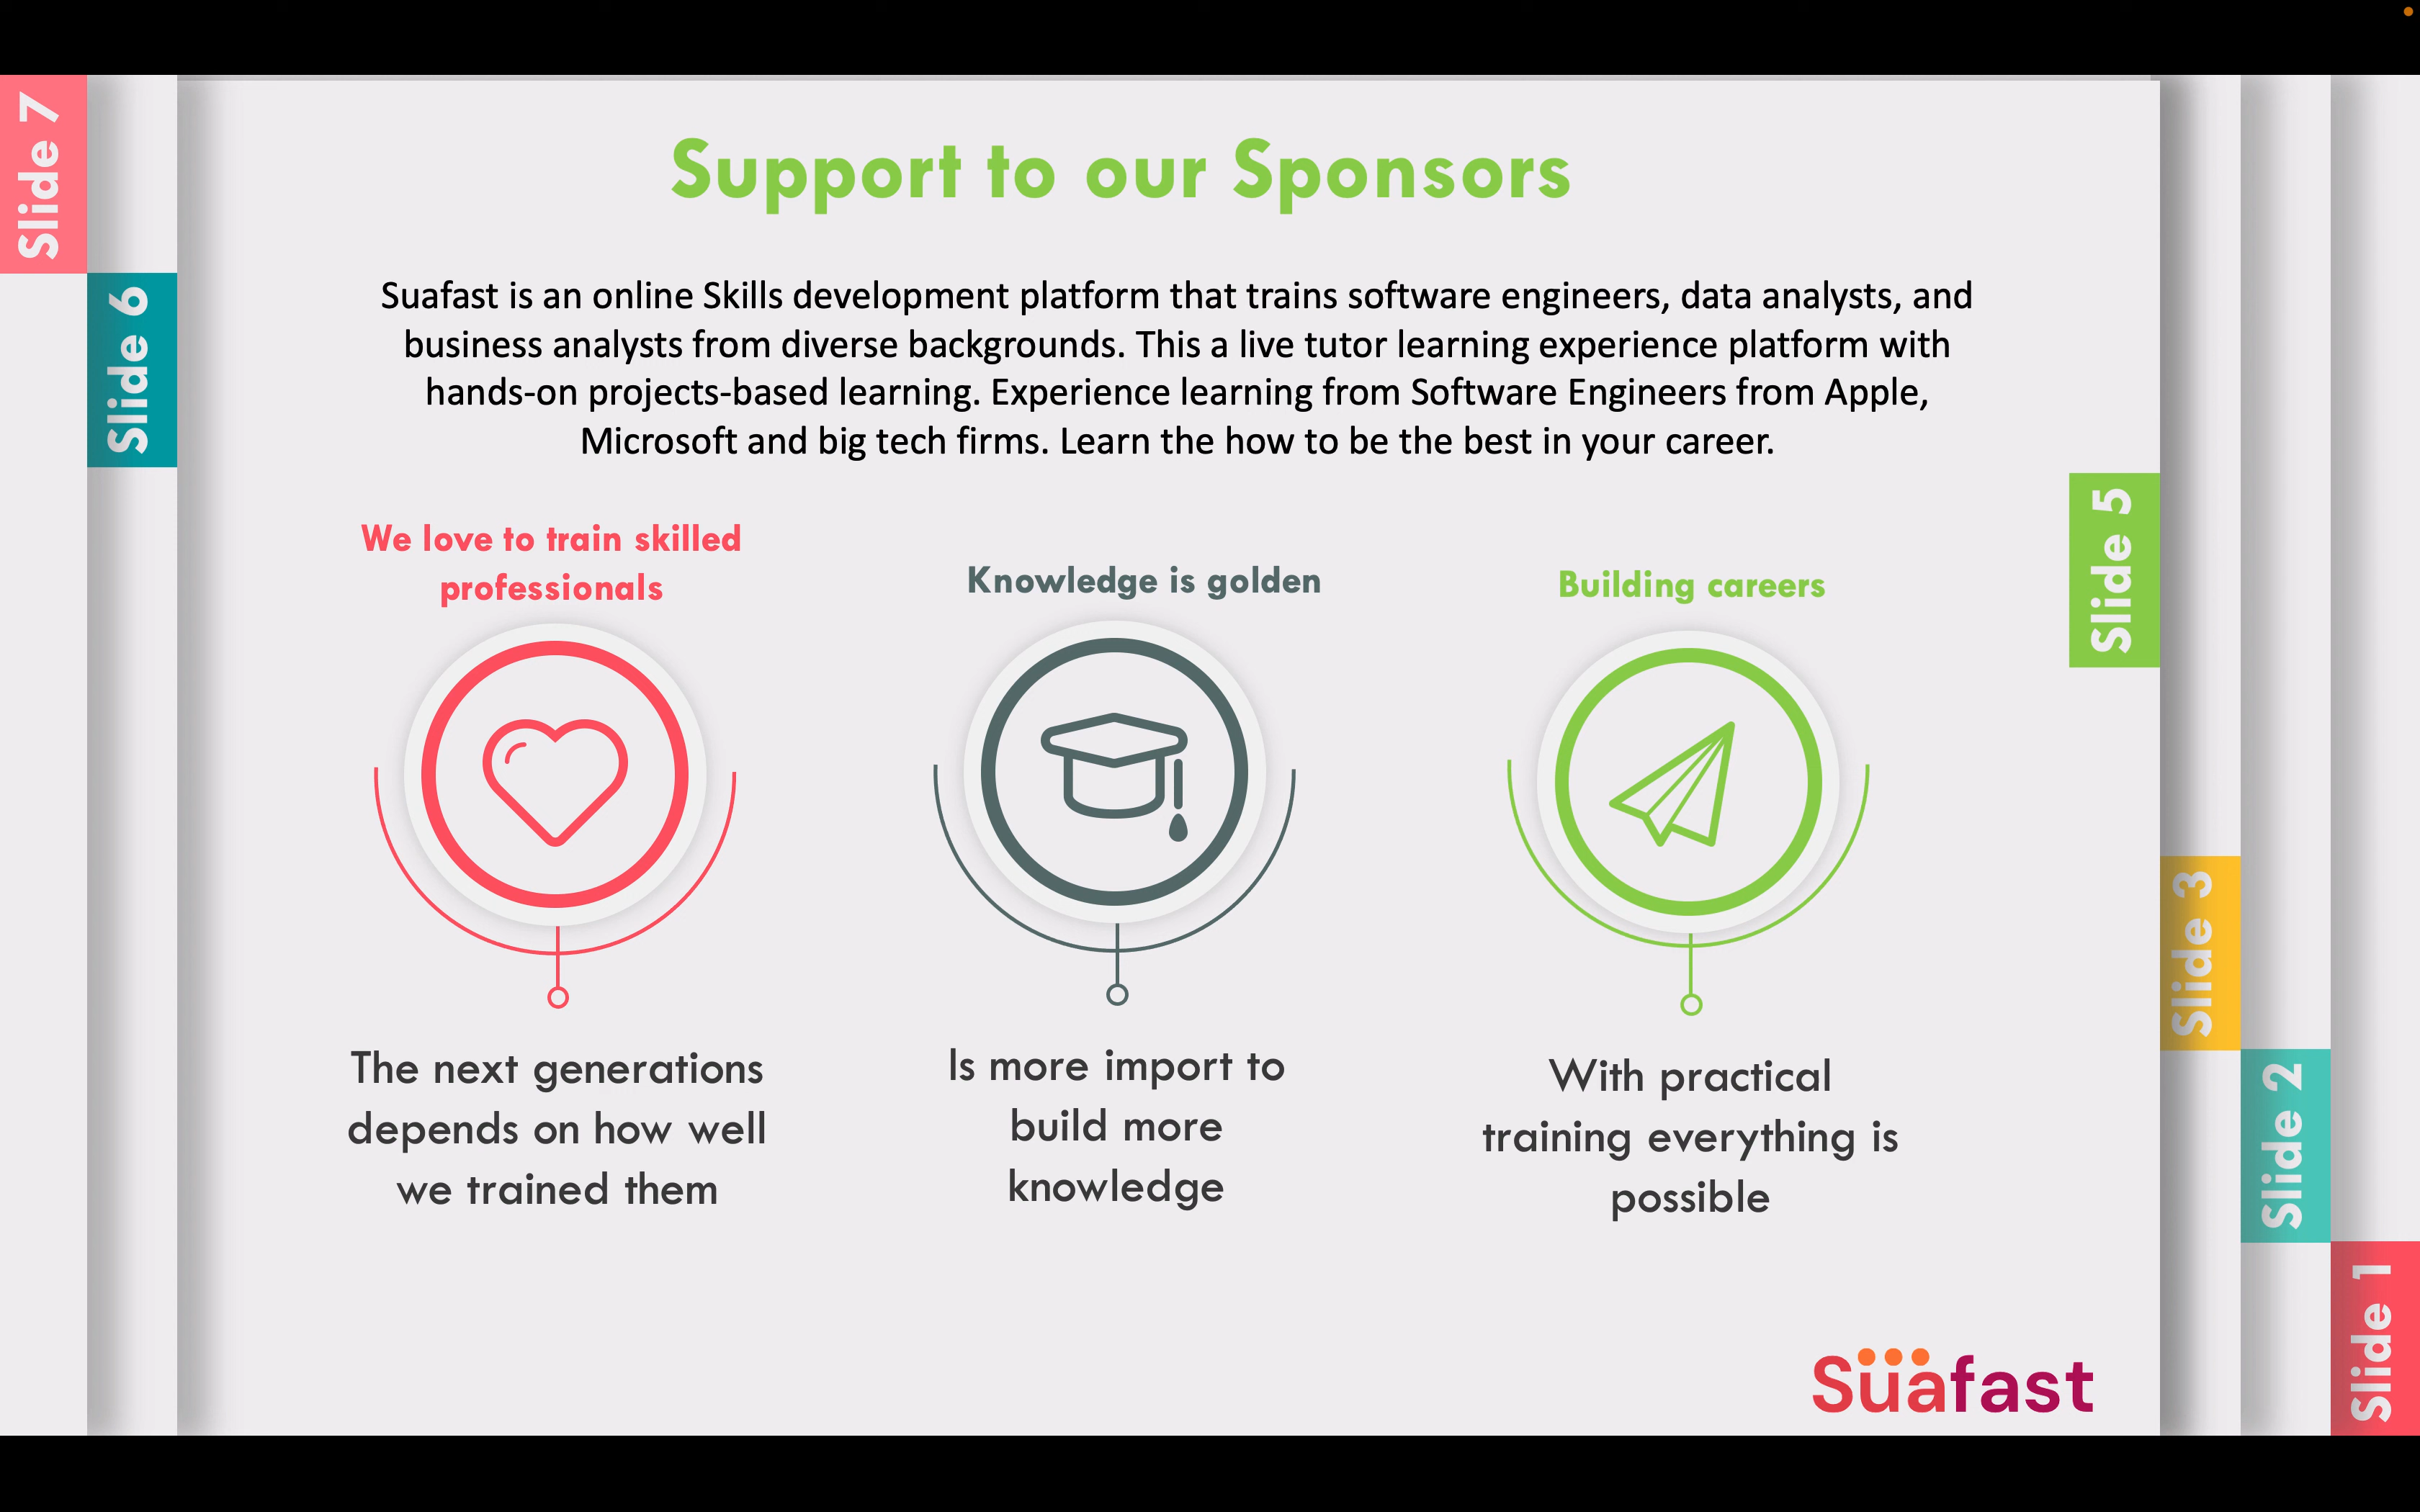 Support to our Sponsors
Suafast is an online Skills development platform that trains software engineers, data analysts, and
business analysts from diverse backgrounds. This a live tutor learning experience platform with
hands-on projects-based learning. Experience learning from Software Engineers from Apple,
Microsoft and big tech firms. Learn the how to be the best in your career.
We love to train skilled
professionals
The next generations
depends on how well
we trained them
Knowledge is golden
Is more import to
build more
knowledge
Building careers
With practical
training everything is
possible
Slide 7
Slide 6
Slide 5
Slide 3
Slide 2
Slide 1
Suafast